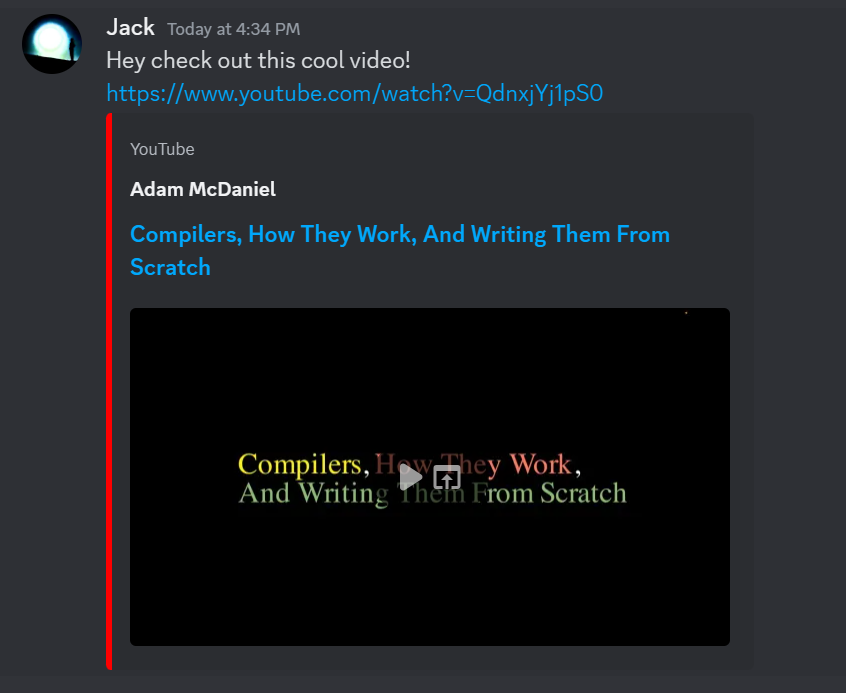 Jack Today at 4:34 PM
Hey check out this cool video!
https://www.youtube.com/watch?v=QdnxjYj1pS0
YouTube
Adam McDaniel
Compilers, How They Work, And Writing Them From
Scratch
Compilers, How They Work,
And Writing Them From Scratch